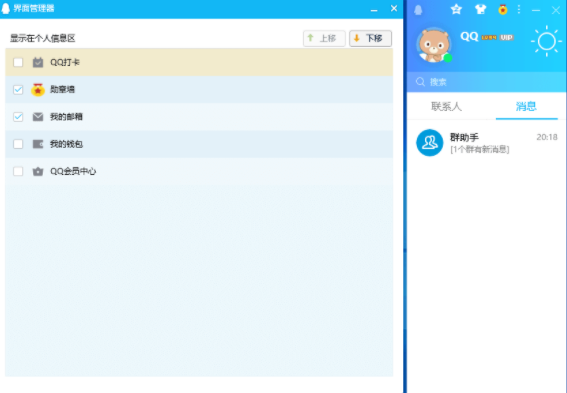 界面管理器
显示在个人信息区
上移
下移
QQ打卡
勋章墙
我的邮箱
我的钱包
QQ会员中心
QQ
VIP
搜索
联系人
消息
群助手
20:18
[1个群有新消息]